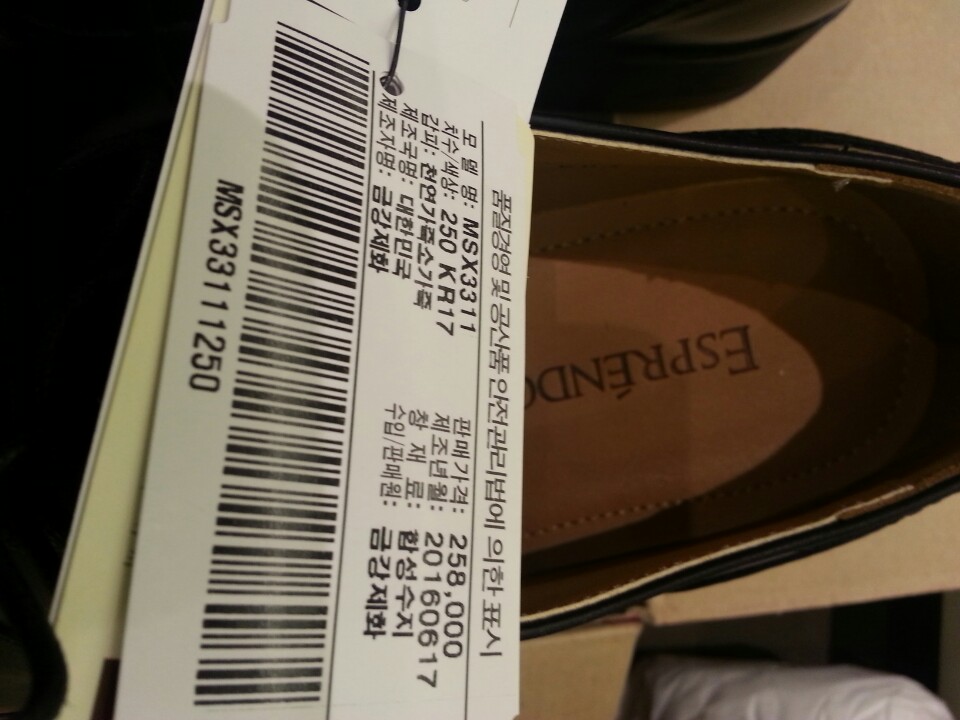 품질경영 및 공산품 안전관리법에 의한 표시
모 델 명: MSX3311 판매가격: 258,000
치수/색상: 250 KR17 제조년월: 20160617
겉피: 천연가죽소가죽 창 재 료: 합성수지
제조국명: 대한민국 수입/판매원: 금강제화
제조자명: 금강제화
MSX33111250
ESPRÉNDO